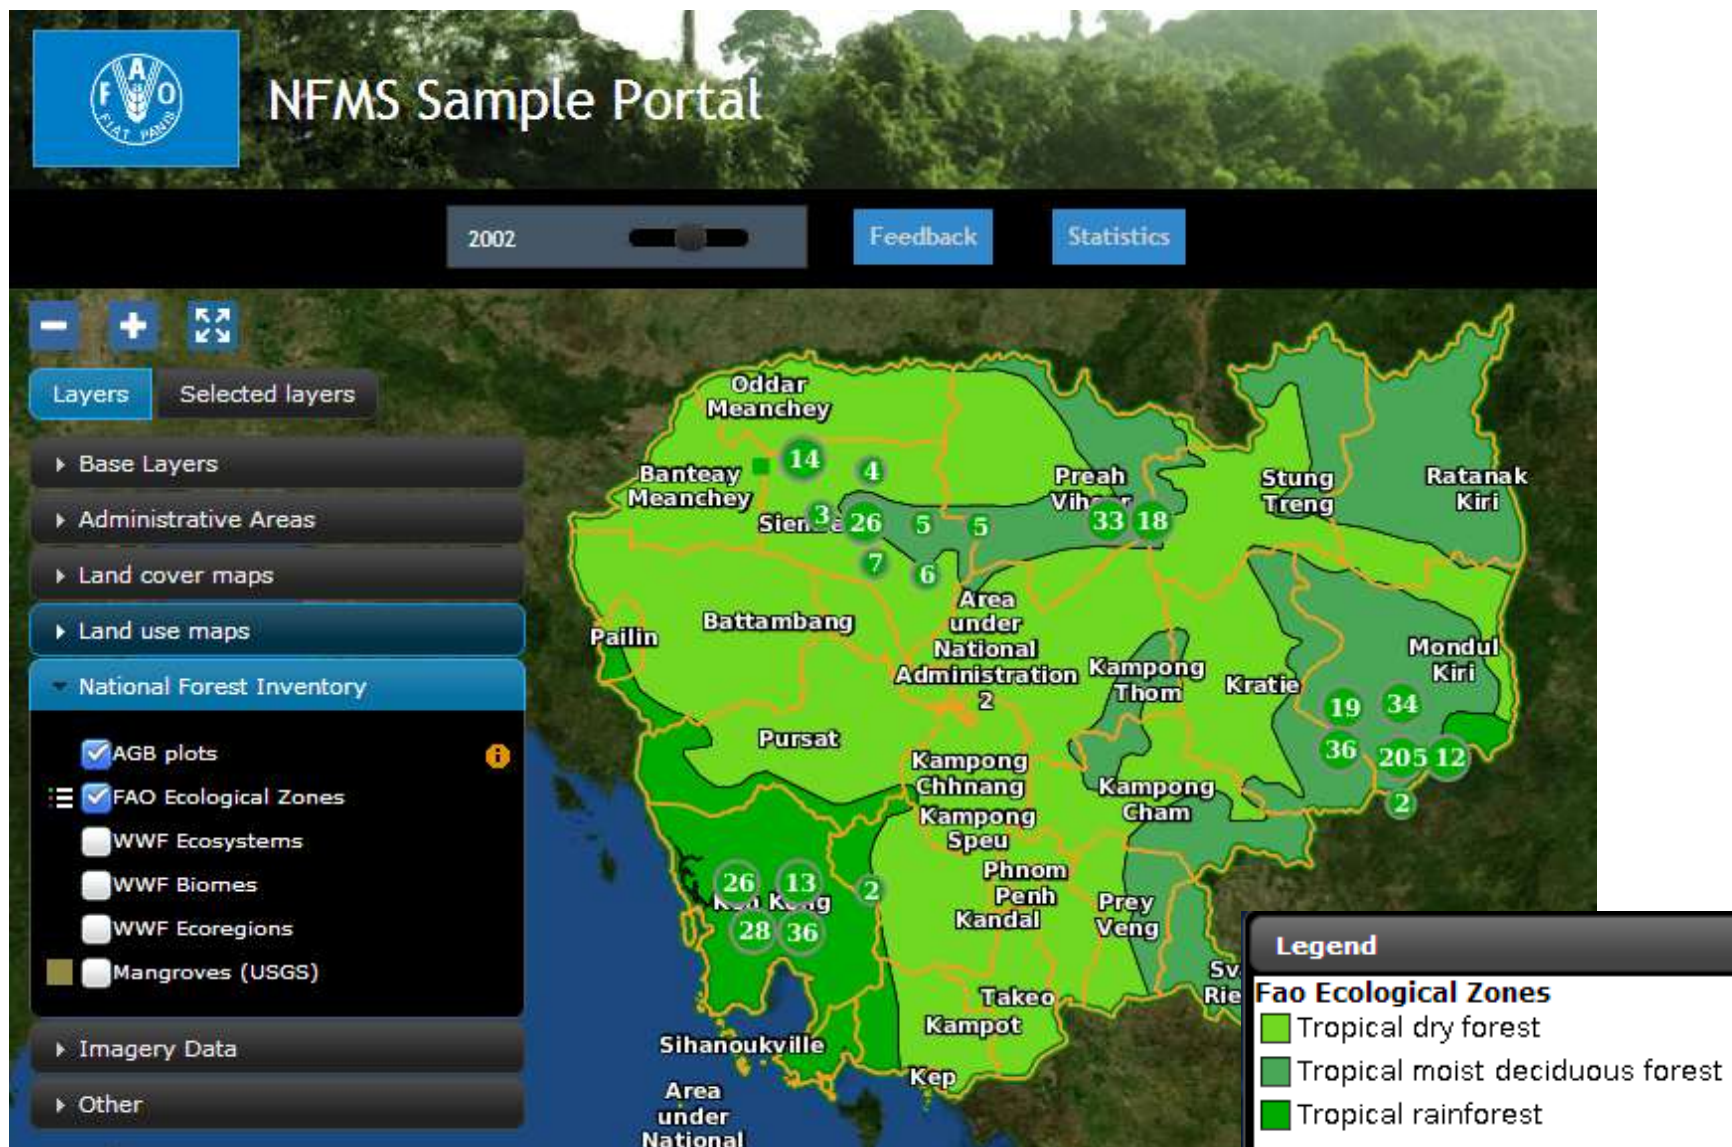 F A O
FIAT PANIS
NFMS Sample Portal
2002
Feedback
Statistics
Layers
Selected layers
Base Layers
Administrative Areas
Land cover maps
Land use maps
National Forest Inventory
AGB plots
FAO Ecological Zones
WWF Ecosystems
WWF Biomes
WWF Ecoregions
Mangroves (USGS)
Imagery Data
Other
Oddar
Meanchey
Banteay
Meanchey
14
4
3
26
5
5
7
6
Preah
33
18
Stung
Treng
Ratanak
Kiri
Pailin
Battambang
Area
under
National
Administration
2
Kampong
Thom
Kratie
Mondul
Kiri
19
34
36
205
12
2
Pursat
Kampong
Chhnang
Kampong
Cham
Kampong
Speu
Phnom
Penh
Kandal
Prey
Veng
26
13
2
28
36
Takeo
Kampot
Sihanoukville
Kep
Area
under
National
Legend
Fao Ecological Zones
Tropical dry forest
Tropical moist deciduous forest
Tropical rainforest